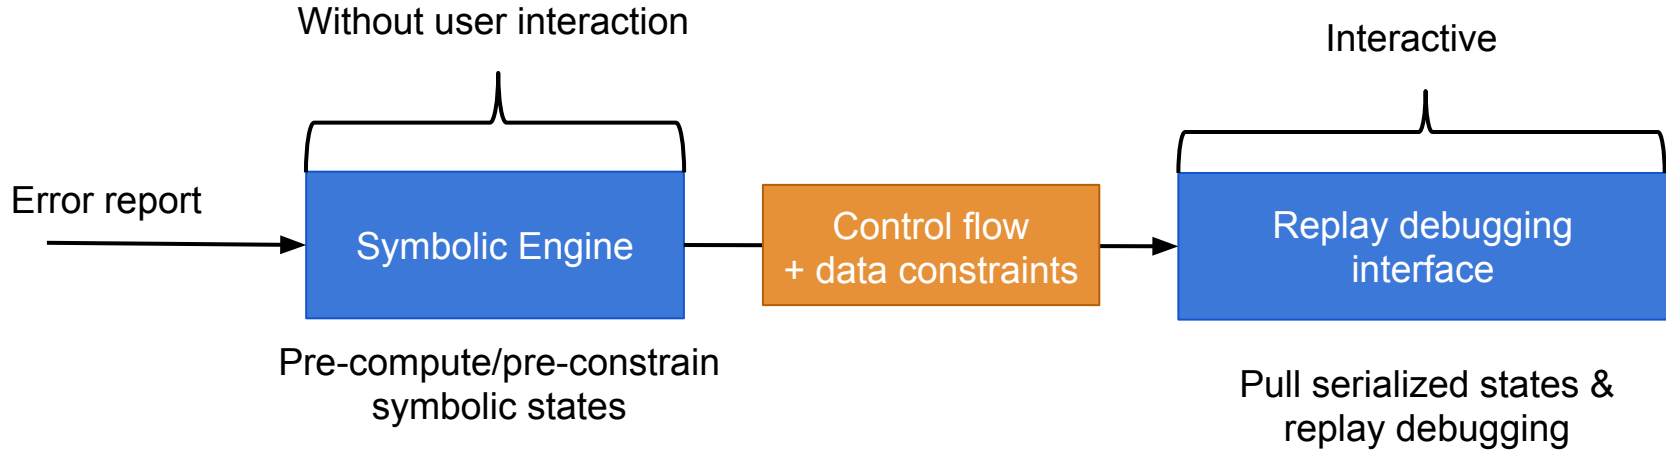 Without user interaction
Interactive
Error report
Symbolic Engine
Control flow
+ data constraints
Replay debugging
interface
Pre-compute/pre-constrain
symbolic states
Pull serialized states &
replay debugging